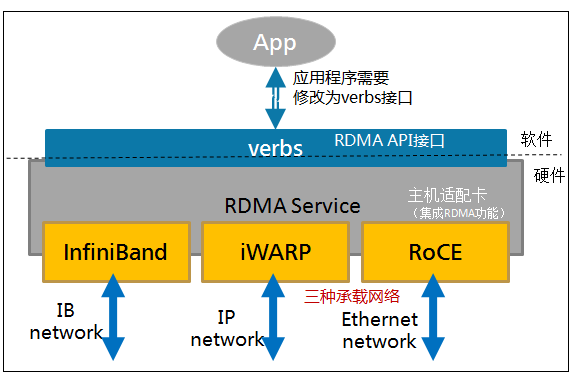 App
应用程序需要
修改为verbs接口
verbs
RDMA API接口
软件
硬件
主机适配卡
（集成RDMA功能）
RDMA Service
InfiniBand
iWARP
RoCE
三种承载网络
IB
network
IP
network
Ethernet
network